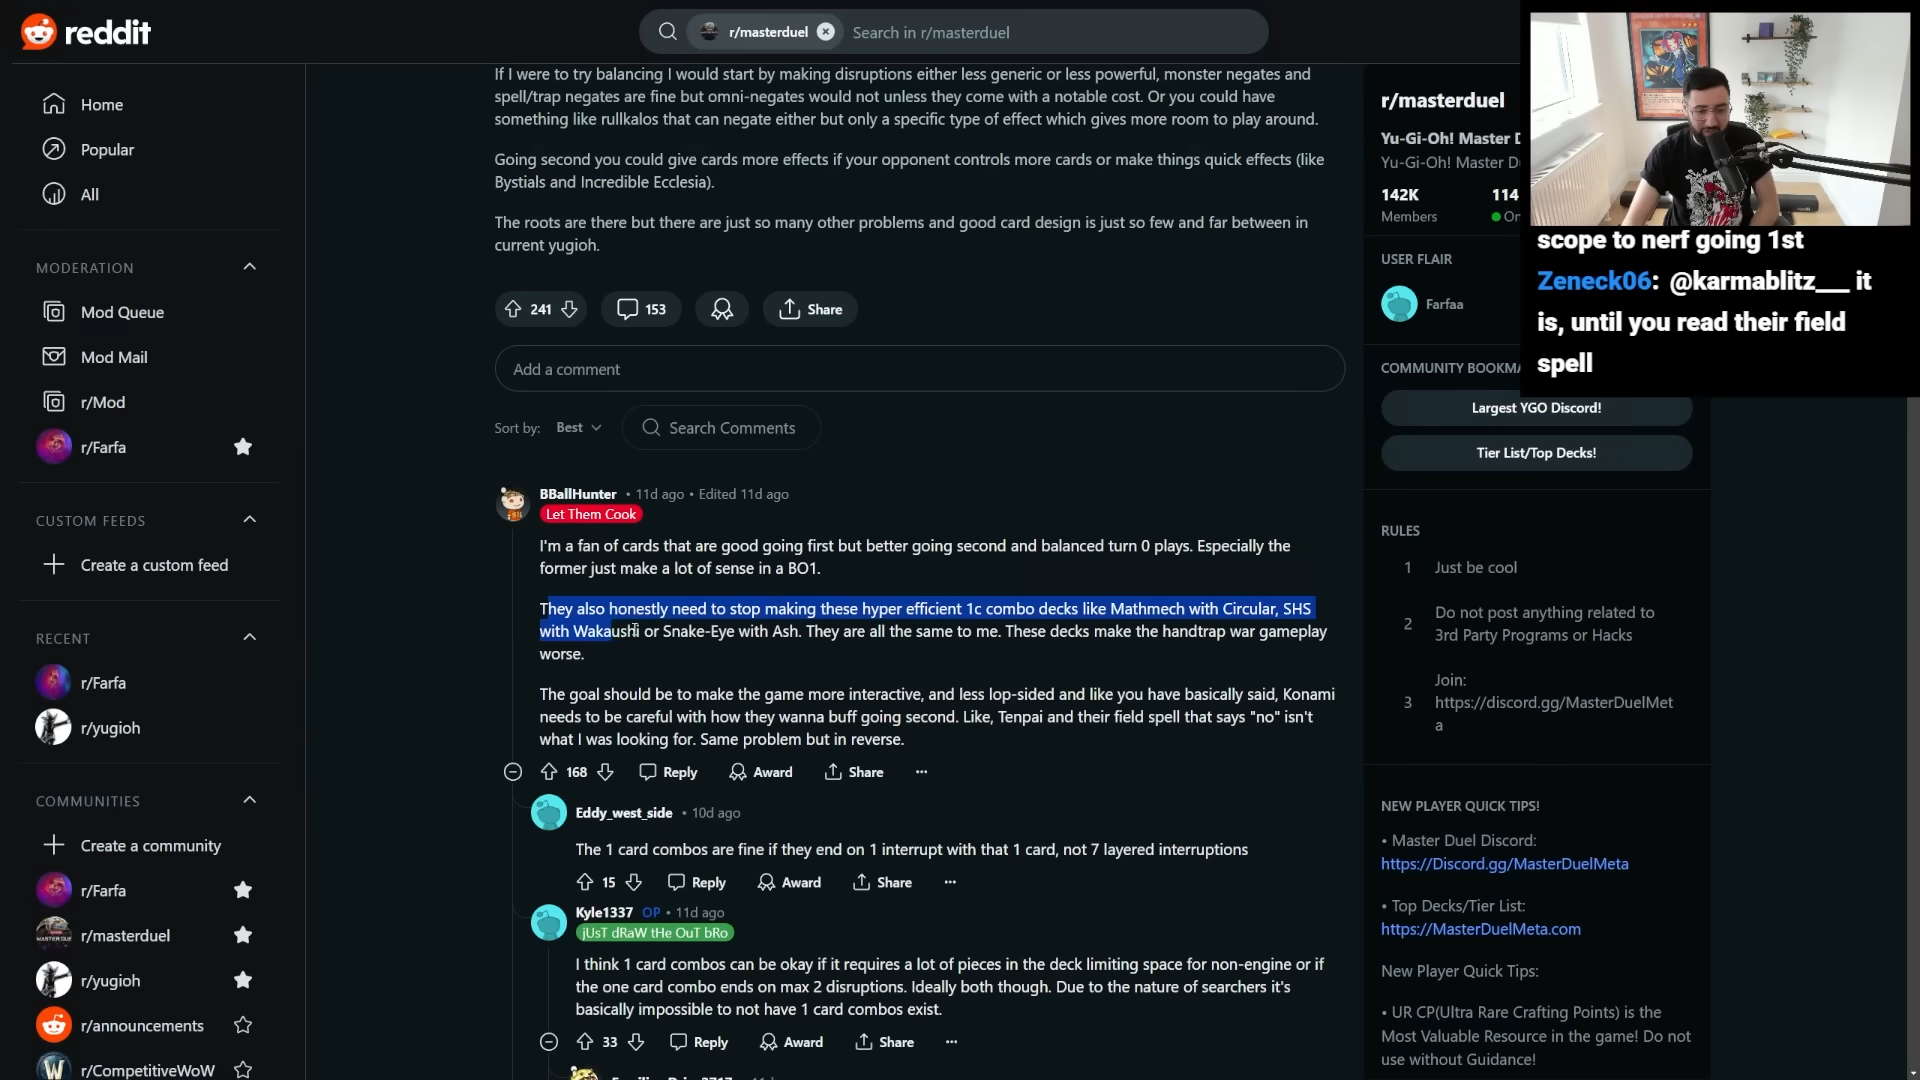 reddit
r/masterduel
Search in r/masterduel
Home
Popular
All
MODERATION
Mod Queue
Mod Mail
r/Mod
r/Farfa
CUSTOM FEEDS
Create a custom feed
RECENT
r/Farfa
r/yugioh
COMMUNITIES
Create a community
r/Farfa
r/masterduel
r/yugioh
r/announcements
r/CompetitiveWoW
If I were to try balancing I would start by making disruptions either less generic or less powerful, monster negates and
spell/trap negates are fine but omni-negates would not unless they come with a notable cost. Or you could have
something like rullkalos that can negate either but only a specific type of effect which gives more room to play around.
Going second you could give cards more effects if your opponent controls more cards or make things quick effects (like
Bystials and Incredible Ecclesia).
The roots are there but there are just so many other problems and good card design is just so few and far between in
current yugioh.
241
153
Share
Add a comment
Sort by: Best
Search Comments
BBallHunter • 11d ago • Edited 11d ago
Let Them Cook
I'm a fan of cards that are good going first but better going second and balanced turn 0 plays. Especially the
former just make a lot of sense in a BO1.
They also honestly need to stop making these hyper efficient 1c combo decks like Mathmech with Circular, SHS
with Wakaushi or Snake-Eye with Ash. They are all the same to me. These decks make the handtrap war gameplay
worse.
The goal should be to make the game more interactive, and less lop-sided and like you have basically said, Konami
needs to be careful with how they wanna buff going second. Like, Tenpai and their field spell that says "no" isn't
what I was looking for. Same problem but in reverse.
168 Reply Award Share ...
Eddy_west_side • 10d ago
The 1 card combos are fine if they end on 1 interrupt with that 1 card, not 7 layered interruptions
15 Reply Award Share ...
Kyle1337 OP • 11d ago
jUsT dRaW tHe OuT bRo
I think 1 card combos can be okay if it requires a lot of pieces in the deck limiting space for non-engine or if
the one card combo ends on max 2 disruptions. Ideally both though. Due to the nature of searchers it's
basically impossible to not have 1 card combos exist.
33 Reply Award Share ...
r/masterduel
Yu-Gi-Oh! Master D
Yu-Gi-Oh! Master Du
142K
Members
114
On
USER FLAIR
Farfaa
COMMUNITY BOOKMA
Largest YGO Discord!
Tier List/Top Decks!
RULES
1 Just be cool
2 Do not post anything related to
3rd Party Programs or Hacks
3 Join:
https://discord.gg/MasterDuelMet
a
NEW PLAYER QUICK TIPS!
• Master Duel Discord:
https://Discord.gg/MasterDuelMeta
• Top Decks/Tier List:
https://MasterDuelMeta.com
New Player Quick Tips:
• UR CP(Ultra Rare Crafting Points) is the
Most Valuable Resource in the game! Do not
use without Guidance!
scope to nerf going 1st
Zeneck06: @karmablitz___ it
is, until you read their field
spell